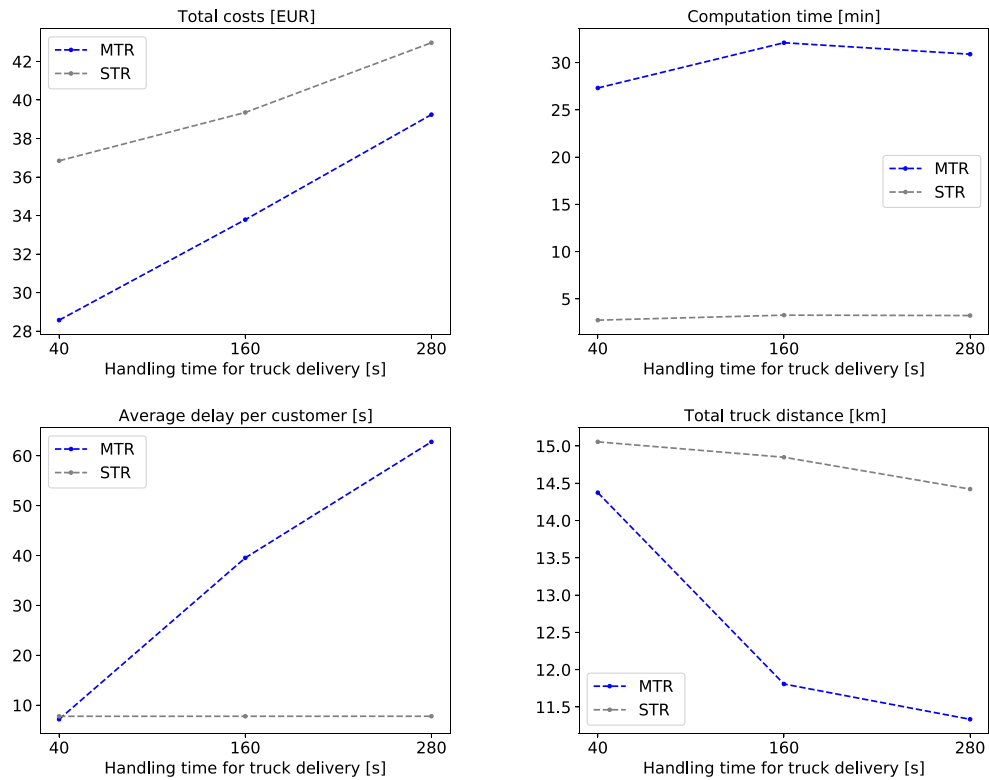 Total costs [EUR]
MTR
STR
42
40
38
36
34
32
30
28
40
160
280
Handling time for truck delivery [s]
Computation time [min]
MTR
STR
30
25
20
15
10
5
40
160
280
Handling time for truck delivery [s]
Average delay per customer [s]
MTR
STR
60
50
40
30
20
10
40
160
280
Handling time for truck delivery [s]
Total truck distance [km]
MTR
STR
15.0
14.5
14.0
13.5
13.0
12.5
12.0
11.5
40
160
280
Handling time for truck delivery [s]